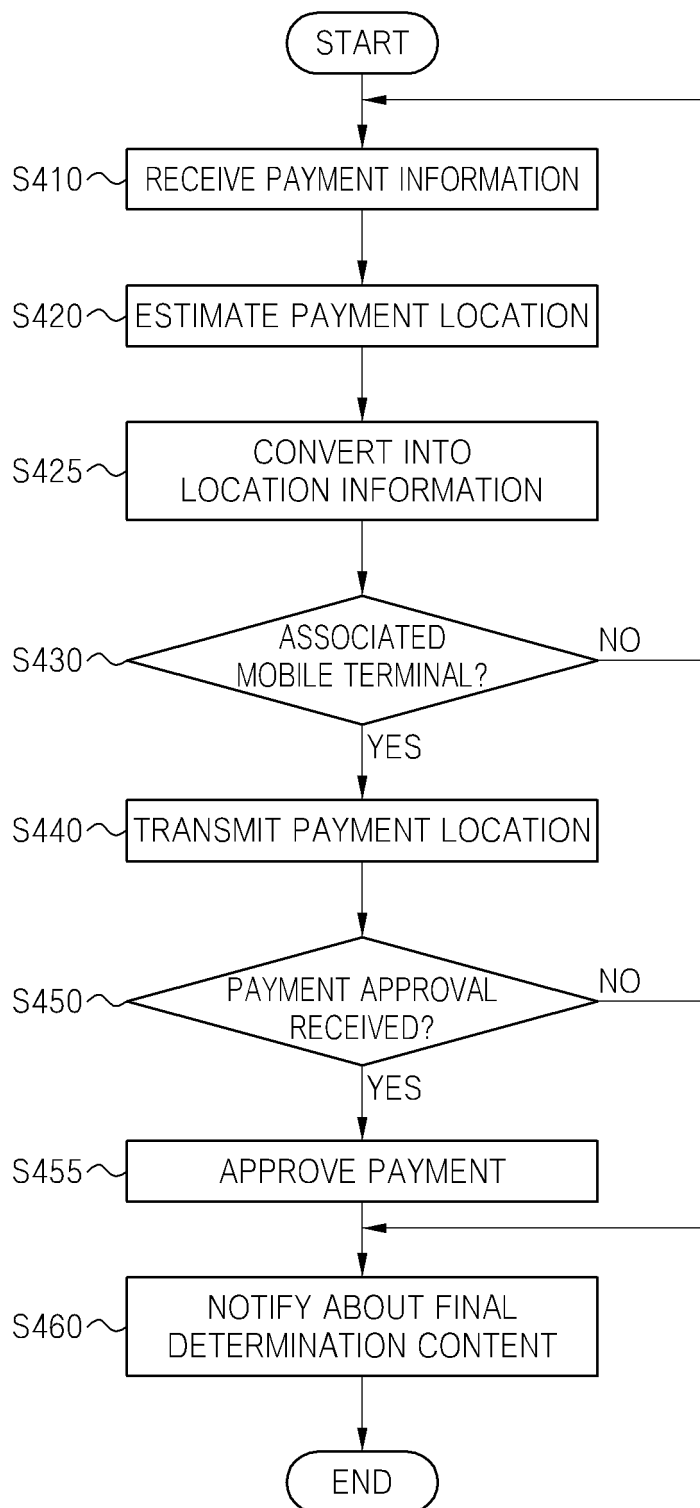 START
S410
RECEIVE PAYMENT INFORMATION
S420
ESTIMATE PAYMENT LOCATION
S425
CONVERT INTO
LOCATION INFORMATION
S430
ASSOCIATED
MOBILE TERMINAL?
NO
YES
S440
TRANSMIT PAYMENT LOCATION
S450
PAYMENT APPROVAL
RECEIVED?
NO
YES
S455
APPROVE PAYMENT
S460
NOTIFY ABOUT FINAL
DETERMINATION CONTENT
END